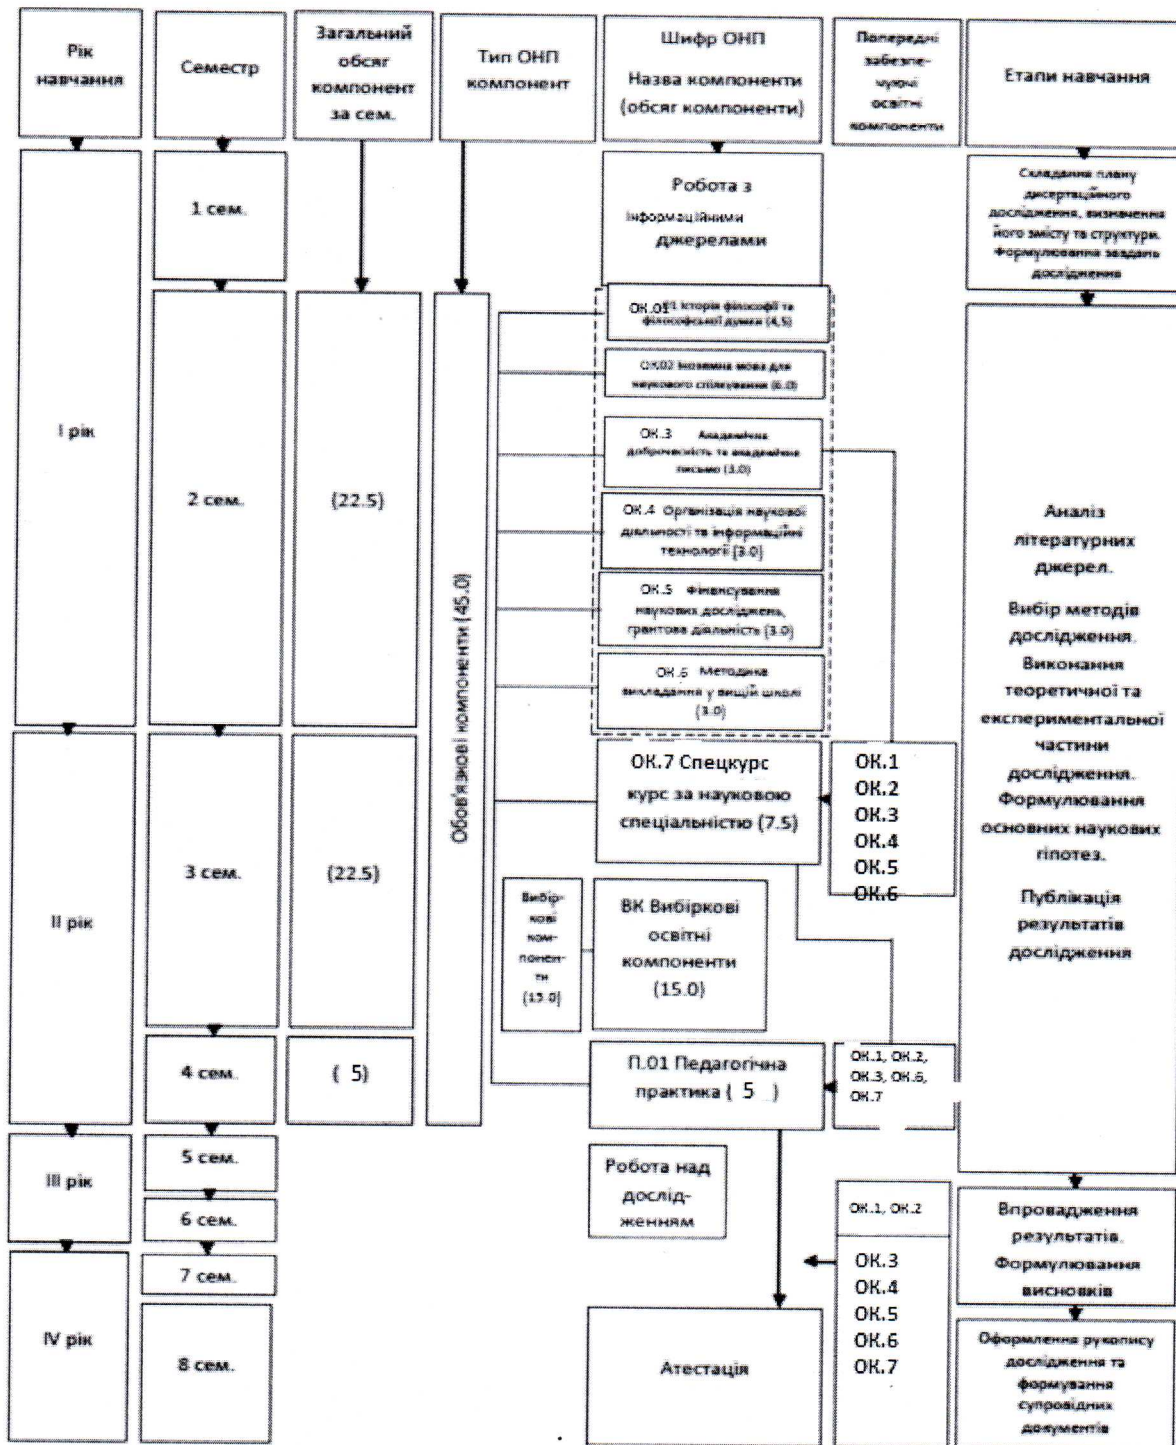 Рік
навчання
Семестр
Загальний
обсяг
компонент
за сем.
Тип ОНП
компонент
Шифр ОНП
Назва компоненти
(обсяг компоненти)
Попередні
забезпе-
чуючі
освітні
компоненти
Етапи навчання
1 сем.
Робота з
інформаційними
джерелами
Складання плану
дисертаційного
дослідження, визначення
його змісту та структури.
Формулювання завдань
дослідження
І рік
2 сем.
(22.5)
Обов'язкові компоненти (45.0)
ОК.01 Історія філософії та
філософської думки (4,5)
ОК02 Іноземна мова для
наукового спілкування (6.0)
ОК.3 Академічна
доброчесність та академічне
письмо (3.0)
ОК.4 Організація наукової
діяльності та інформаційні
технології (3.0)
ОК.5 Фінансування
наукових досліджень,
грантова діяльність (3.0)
ОК.6 Методика
викладання у вищій школі
(3.0)
Аналіз
літературних
джерел.
Вибір методів
дослідження.
Виконання
теоретичної та
експериментальної
частини
дослідження.
Формулювання
основних наукових
гіпотез.
Публікація
результатів
дослідження
ІІ рік
3 сем.
(22.5)
ОК.7 Спецкурс
курс за науковою
спеціальністю (7.5)
ОК.1
ОК.2
ОК.3
ОК.4
ОК.5
ОК.6
Вибір-
кові
ком-
понен-
ти
(15.0)
ВК Вибіркові
освітні
компоненти
(15.0)
4 сем.
( 5)
П.01 Педагогічна
практика ( 5 )
ОК.1, ОК.2,
ОК.3, ОК.6,
ОК.7
ІІІ рік
5 сем.
6 сем.
Робота над
дослід-
женням
ОК.1, ОК.2
ОК.3
ОК.4
ОК.5
ОК.6
ОК.7
Впровадження
результатів.
Формулювання
висновків
ІV рік
7 сем.
8 сем.
Атестація
Оформлення рукопису
дослідження та
формування
супровідних
документів